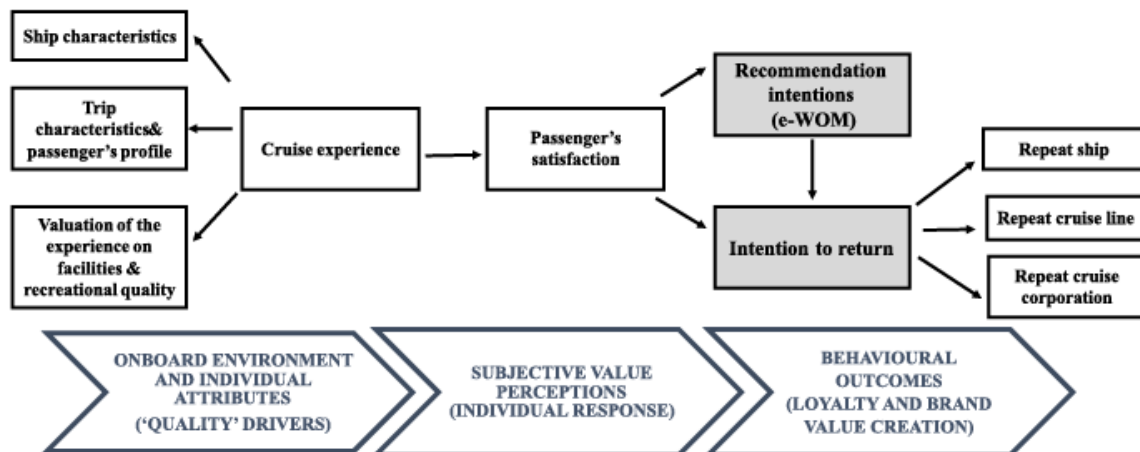 Ship characteristics
Trip
characteristics&
passenger's profile
Valuation of the
experience on
facilities &
recreational quality
Cruise experience
Passenger's
satisfaction
Recommendation
intentions
(e-WOM)
Intention to return
Repeat ship
Repeat cruise line
Repeat cruise
corporation
ONBOARD ENVIRONMENT
AND INDIVIDUAL
ATTRIBUTES
('QUALITY' DRIVERS)
SUBJECTIVE VALUE
PERCEPTIONS
(INDIVIDUAL RESPONSE)
BEHAVIOURAL
OUTCOMES
(LOYALTY AND BRAND
VALUE CREATION)